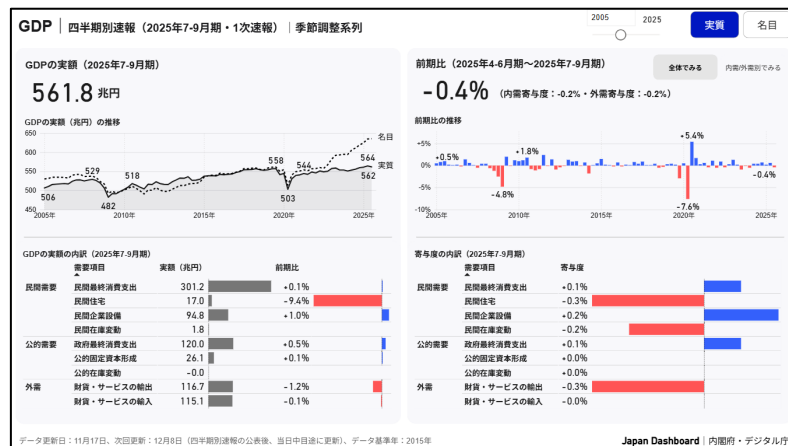 GDP | 四半期別速報（2025年7-9月期・1次速報）｜季節調整系列
2005 2025
実質 名目
GDPの実額（2025年7-9月期）
561.8 兆円
GDPの実額（兆円）の推移
650
600
550
500
450
506
529
482
518
558
503
544
564
562
名目
実質
2005年 2010年 2015年 2020年 2025年
前期比（2025年4-6月期～2025年7-9月期）
全体でみる 内需/外需別でみる
-0.4% （内需寄与度：-0.2%・外需寄与度：-0.2%）
前期比の推移
+5%
0%
-5%
-10%
+0.5%
-4.8%
+1.8%
-7.6%
+5.4%
-0.4%
2005年 2010年 2015年 2020年 2025年
GDPの実額の内訳（2025年7-9月期）
需要項目 実額（兆円） 前期比
民間需要 民間最終消費支出 301.2 +0.1%
民間住宅 17.0 -9.4%
民間企業設備 94.8 +1.0%
民間在庫変動 1.8
公的需要 政府最終消費支出 120.0 +0.5%
公的固定資本形成 26.1 +0.1%
公的在庫変動 -0.0
外需 財貨・サービスの輸出 116.7 -1.2%
財貨・サービスの輸入 115.1 -0.1%
寄与度の内訳（2025年7-9月期）
需要項目 寄与度
民間需要 民間最終消費支出 +0.1%
民間住宅 -0.3%
民間企業設備 +0.2%
民間在庫変動 -0.2%
公的需要 政府最終消費支出 +0.1%
公的固定資本形成 +0.0%
公的在庫変動 +0.0%
外需 財貨・サービスの輸出 -0.3%
財貨・サービスの輸入 -0.0%
データ更新日：11月17日、次回更新：12月8日（四半期別速報の公表後、当日中目途に更新）、データ基準年：2015年
Japan Dashboard｜内閣府・デジタル庁